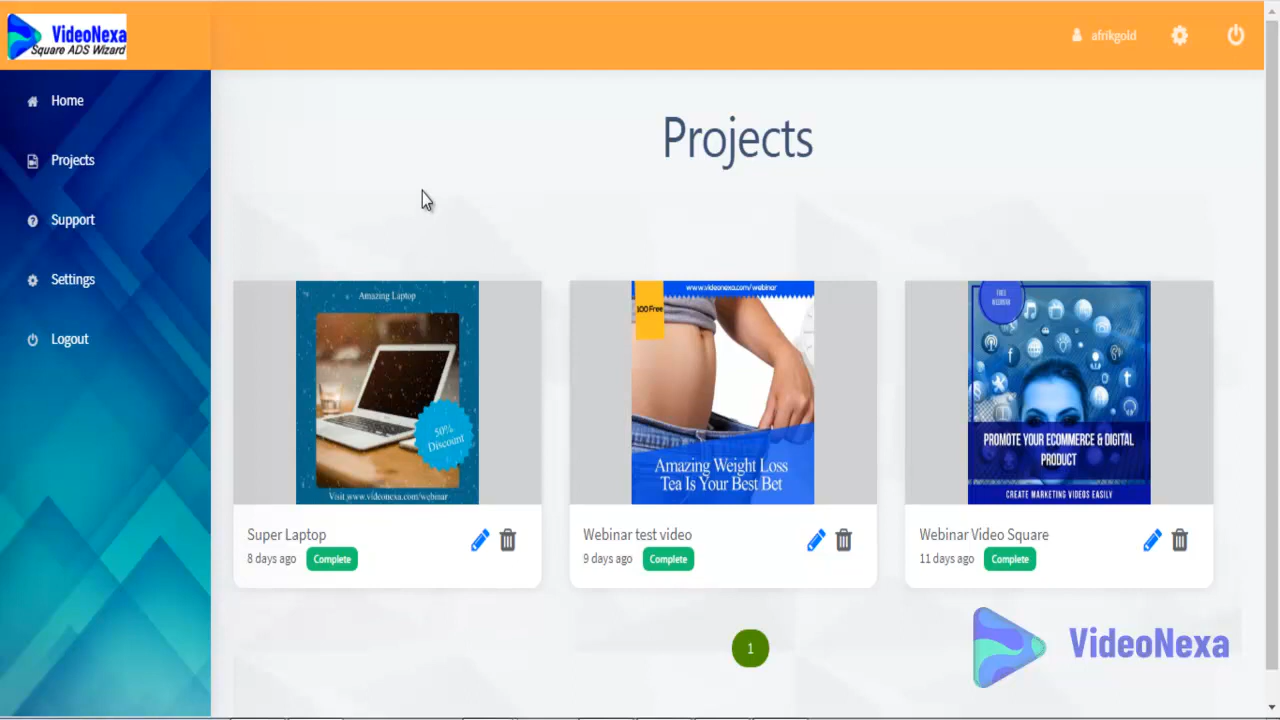 VideoNexa
Square ADS Wizard
afrikgold
Home
Projects
Support
Settings
Logout
Projects
Amazing Laptop
50%
Discount
Visit www.videonexa.com/webinar
Super Laptop
8 days ago
Complete
www.videonexa.com/webinar
100 Free
Amazing Weight Loss
Tea Is Your Best Bet
Webinar test video
9 days ago
Complete
FREE
WEBINAR
PROMOTE YOUR ECOMMERCE & DIGITAL
PRODUCT
CREATE MARKETING VIDEOS EASILY
Webinar Video Square
11 days ago
Complete
1
VideoNexa